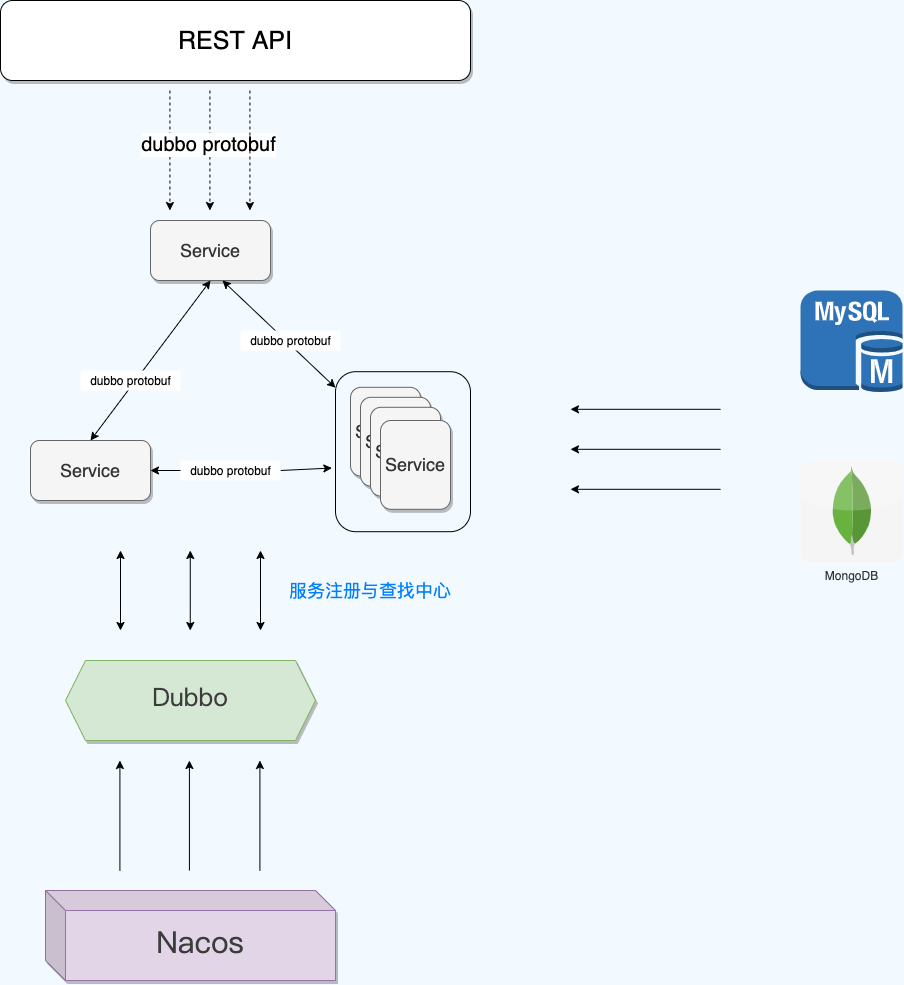 REST API
dubbo protobuf
Service
dubbo protobuf
dubbo protobuf
Service
dubbo protobuf
Service
MySQL
M
MongoDB
服务注册与查找中心
Dubbo
Nacos